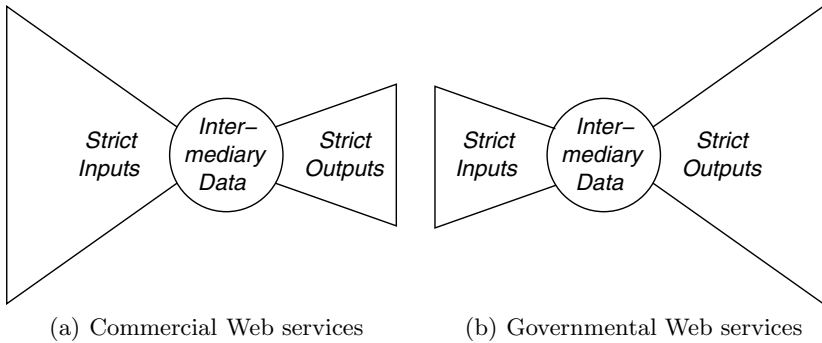 Strict
Inputs
Inter-
mediary
Data
Strict
Outputs
Strict
Inputs
Inter-
mediary
Data
Strict
Outputs
(a) Commercial Web services
(b) Governmental Web services